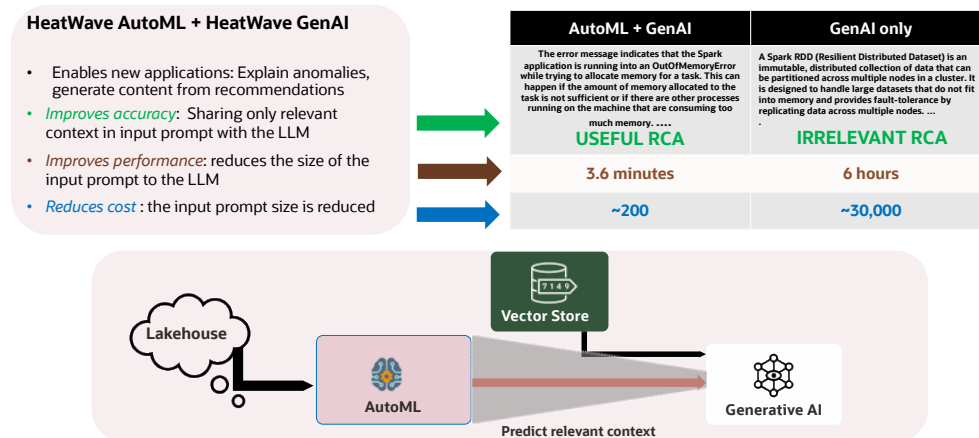 HeatWave AutoML + HeatWave GenAI
• Enables new applications: Explain anomalies,
generate content from recommendations
• Improves accuracy: Sharing only relevant
context in input prompt with the LLM
• Improves performance: reduces the size of the
input prompt to the LLM
• Reduces cost : the input prompt size is reduced
AutoML + GenAI
The error message indicates that the Spark
application is running into an OutOfMemoryError
while trying to allocate memory for a task. This can
happen if the amount of memory allocated to the
task is not sufficient or if there are other processes
running on the machine that are consuming too
much memory. ....
USEFUL RCA
3.6 minutes
~200
GenAI only
A Spark RDD (Resilient Distributed Dataset) is an
immutable, distributed collection of data that can
be partitioned across multiple nodes in a cluster. It
is designed to handle large datasets that do not fit
into memory and provides fault-tolerance by
replicating data across multiple nodes. ...
.
IRRELEVANT RCA
6 hours
~30,000
7149
Vector Store
Lakehouse
AutoML
Generative AI
Predict relevant context